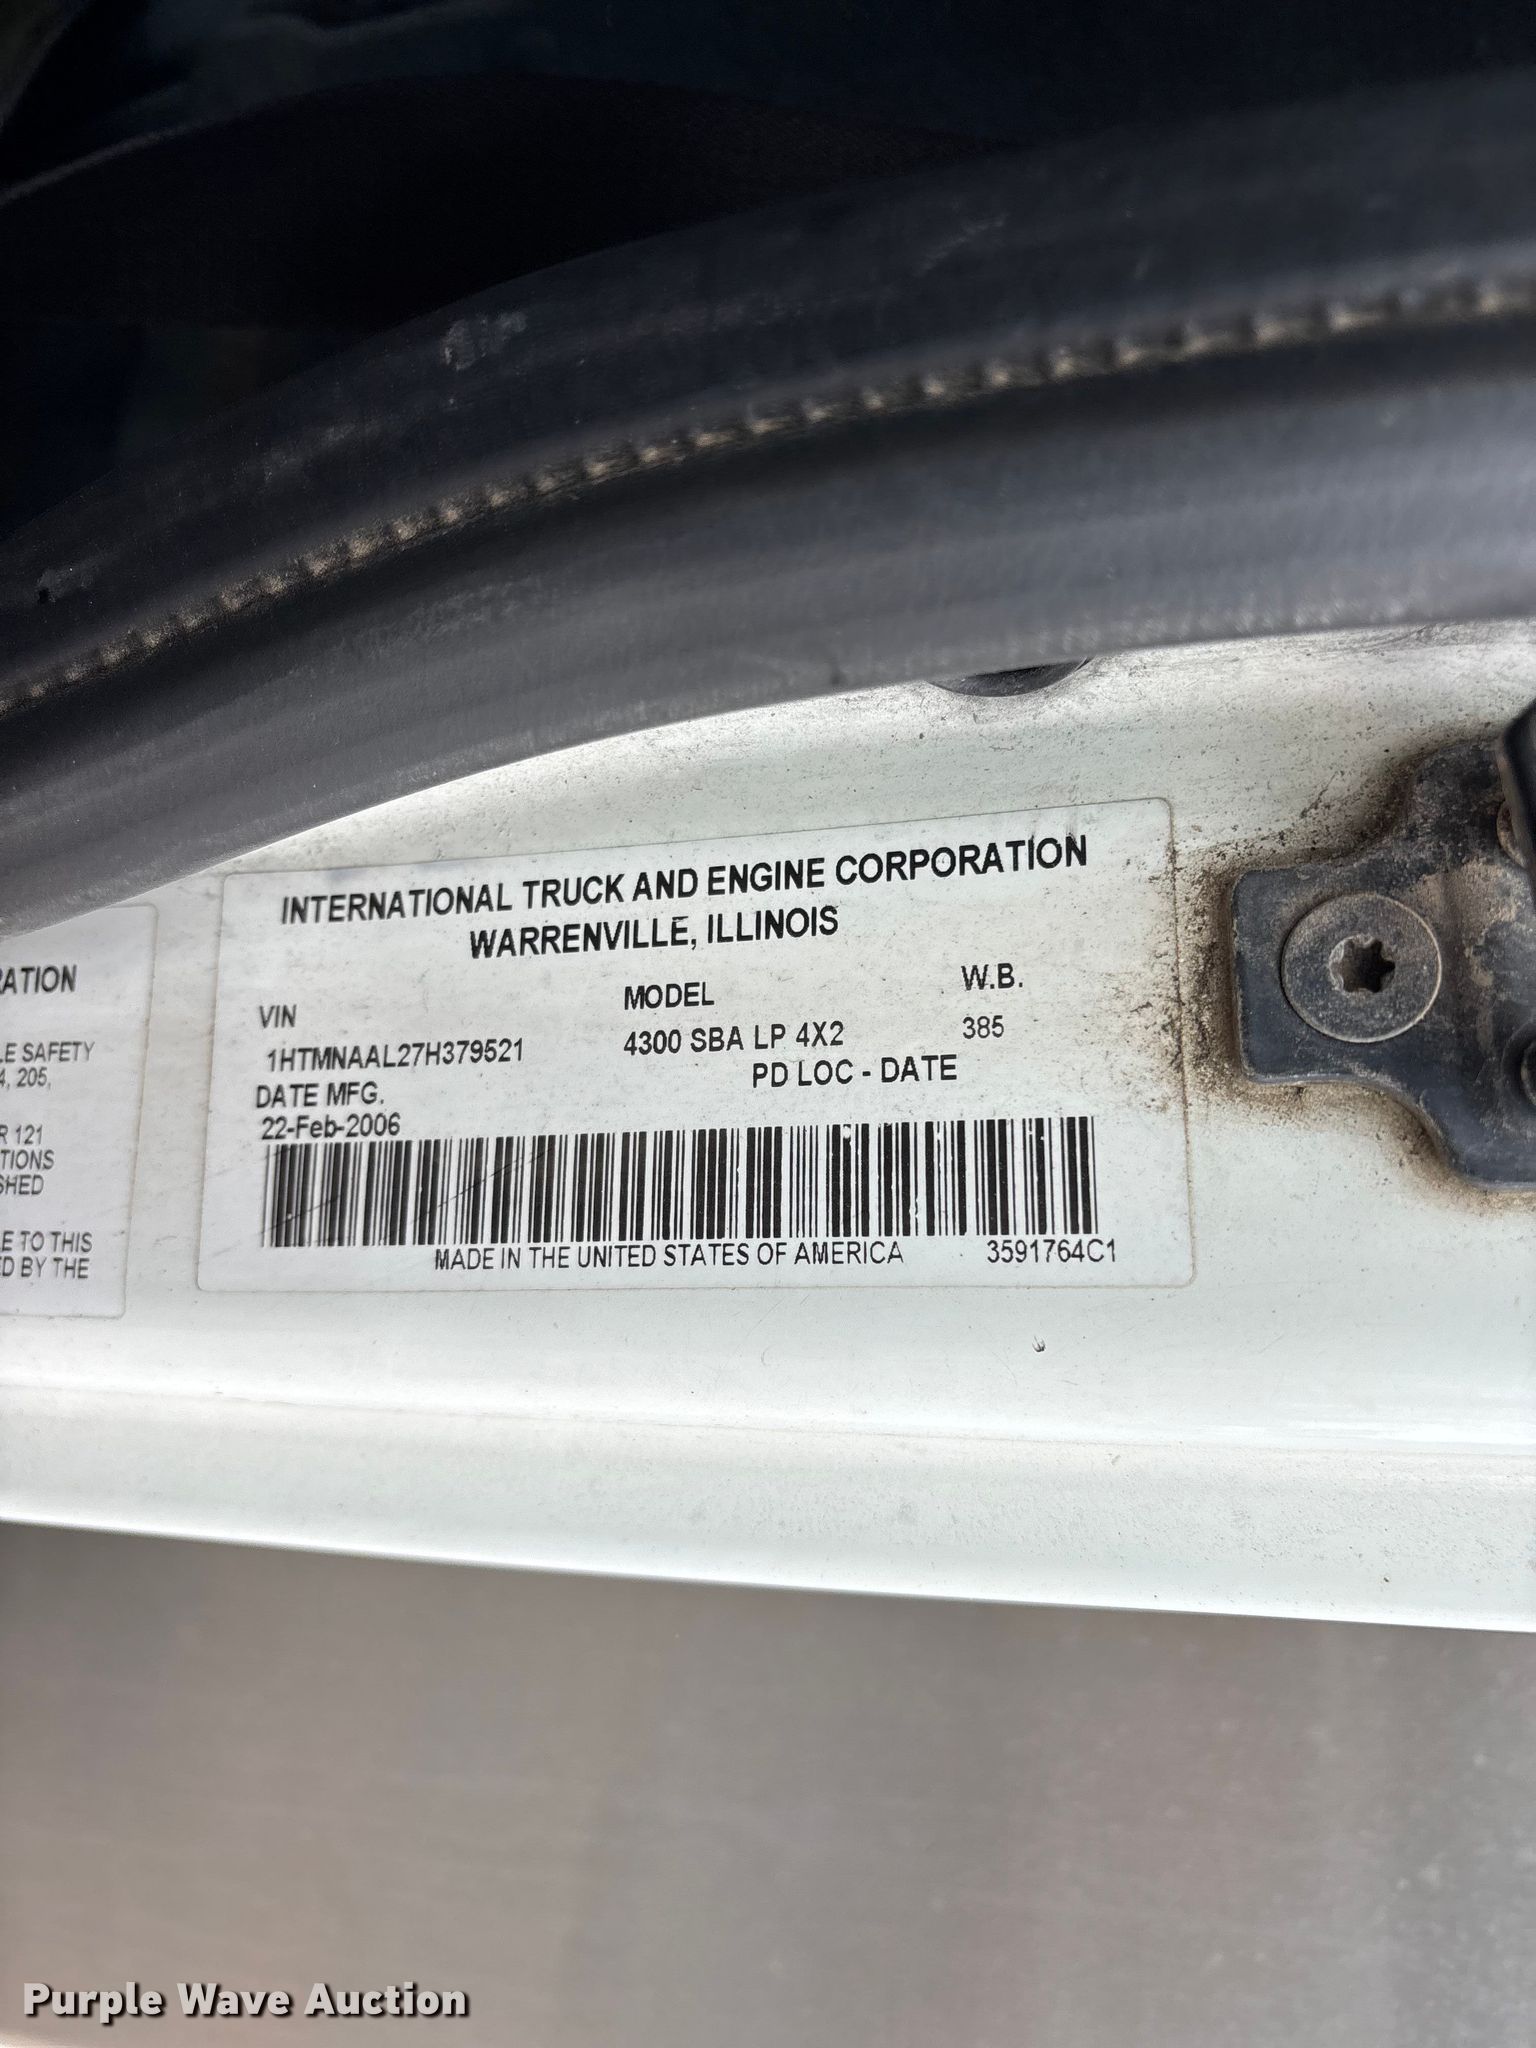 RATION
LE SAFETY
4, 205,
R 121
TIONS
SHED
E TO THIS
D BY THE
INTERNATIONAL TRUCK AND ENGINE CORPORATION
WARRENVILLE, ILLINOIS
VIN MODEL W.B.
1HTMNAAL27H379521 4300 SBA LP 4X2 385
DATE MFG. PD LOC - DATE
22-Feb-2006
MADE IN THE UNITED STATES OF AMERICA 3591764C1
Purple Wave Auction